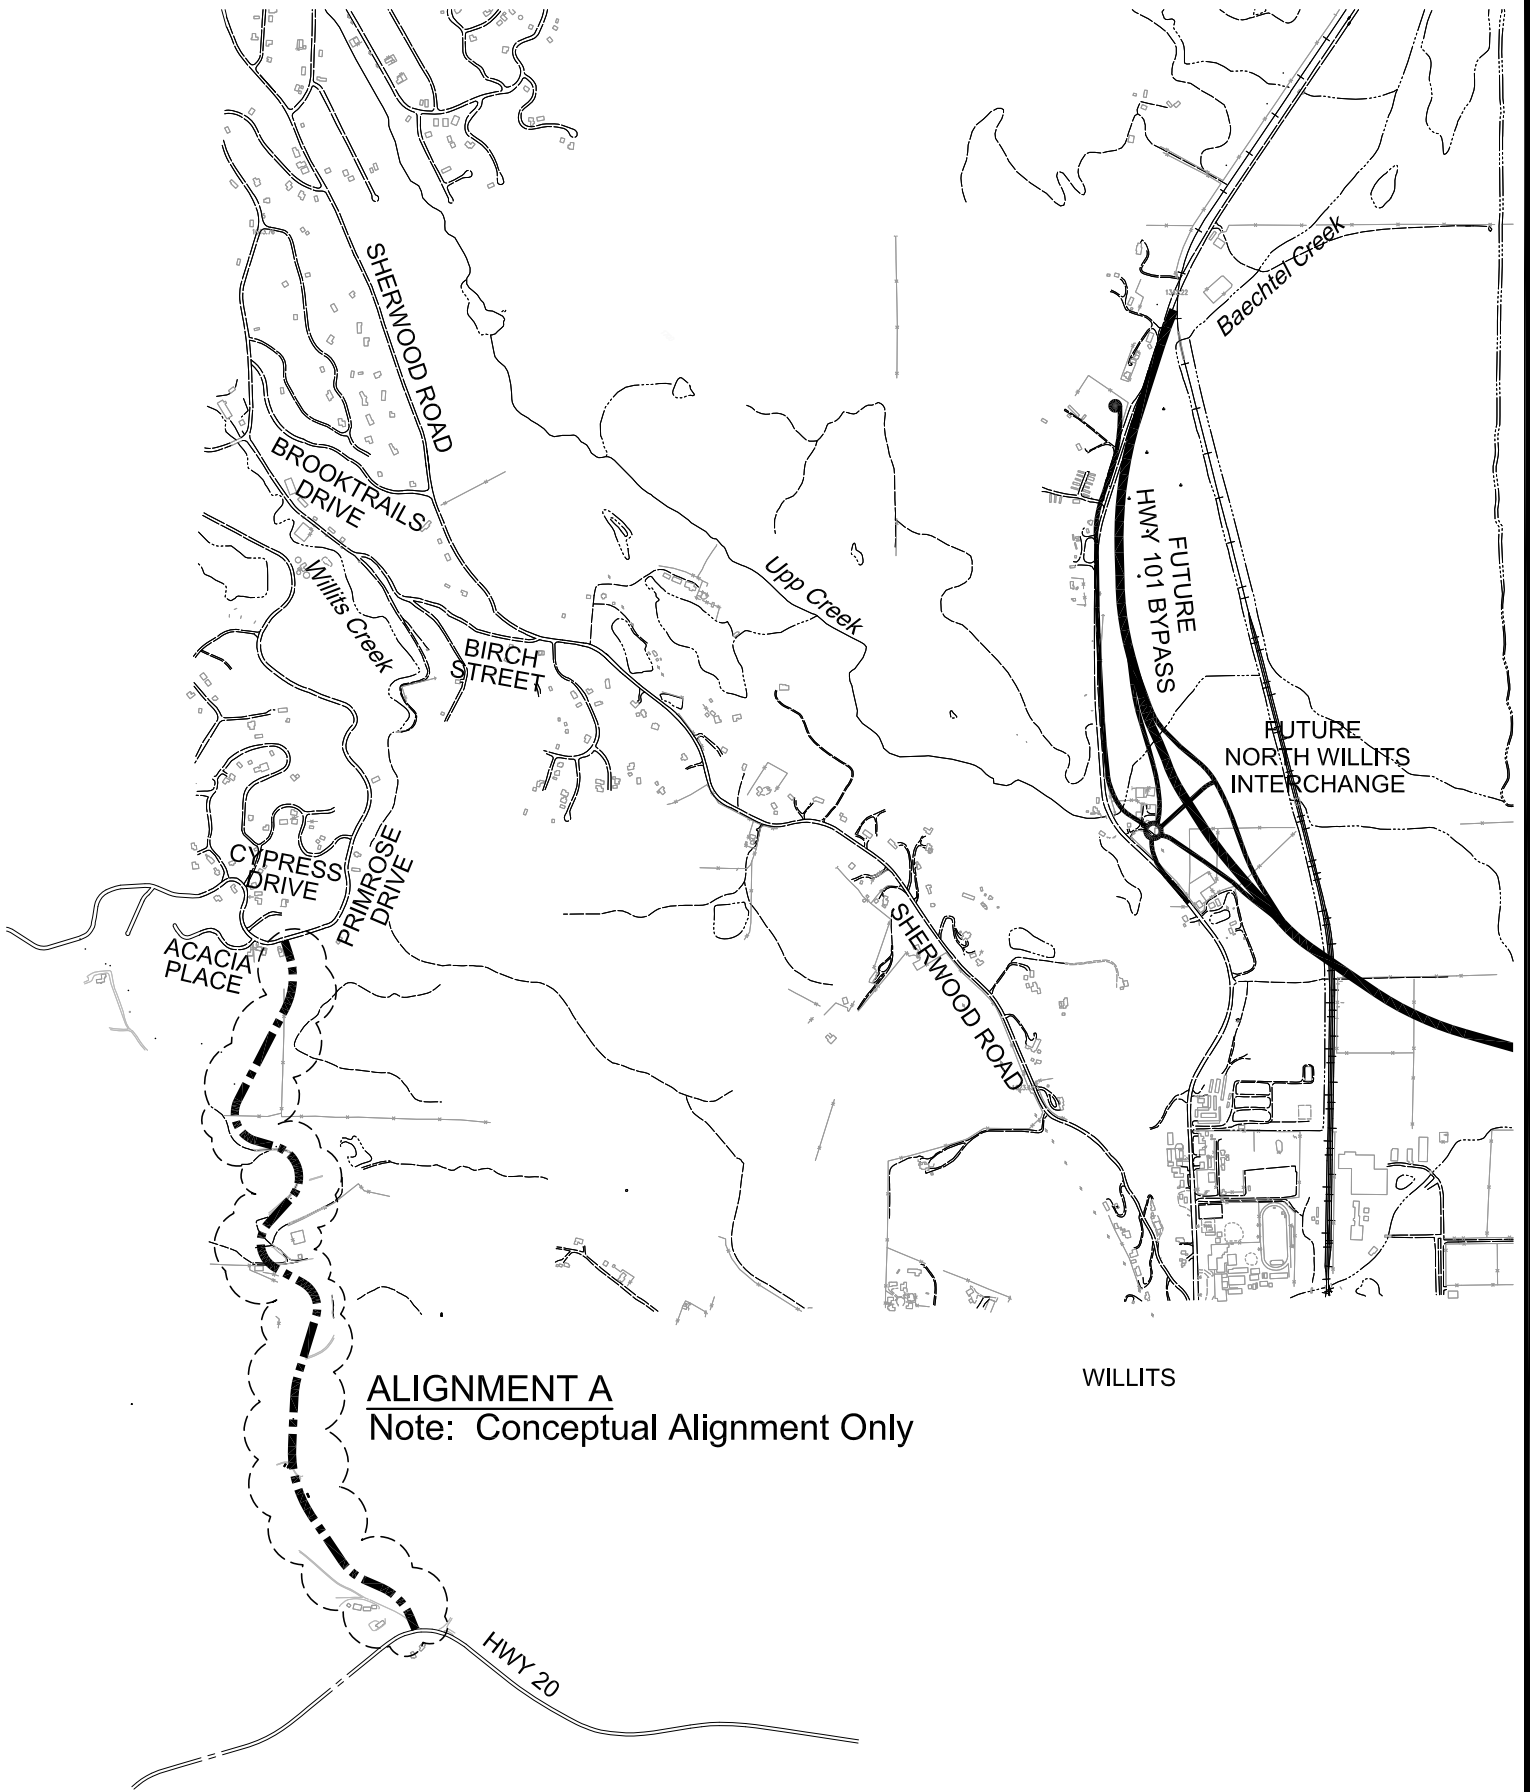 SHERWOOD ROAD
Baechtel Creek
BROOKTRAILS
DRIVE
FUTURE
HWY 101 BYPASS
Willits Creek
Upp Creek
BIRCH
STREET
FUTURE
NORTH WILLITS
INTERCHANGE
CYPRESS
DRIVE
PRIMROSE
DRIVE
ACACIA
PLACE
SHERWOOD ROAD
ALIGNMENT A
Note: Conceptual Alignment Only
WILLITS
HWY 20